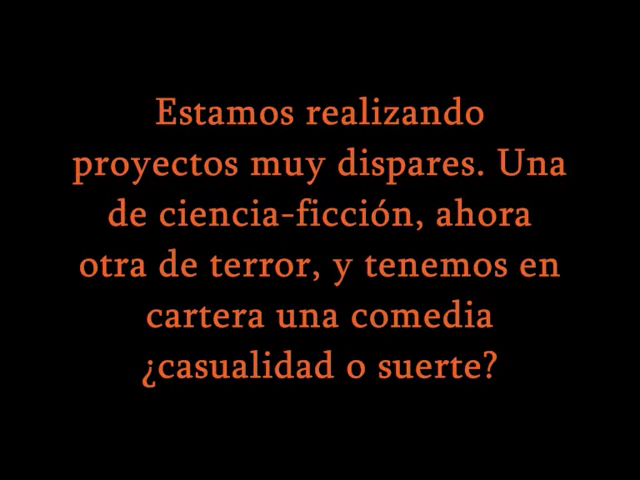 Estamos realizando
proyectos muy dispares. Una
de ciencia-ficción, ahora
otra de terror, y tenemos en
cartera una comedia
¿casualidad o suerte?